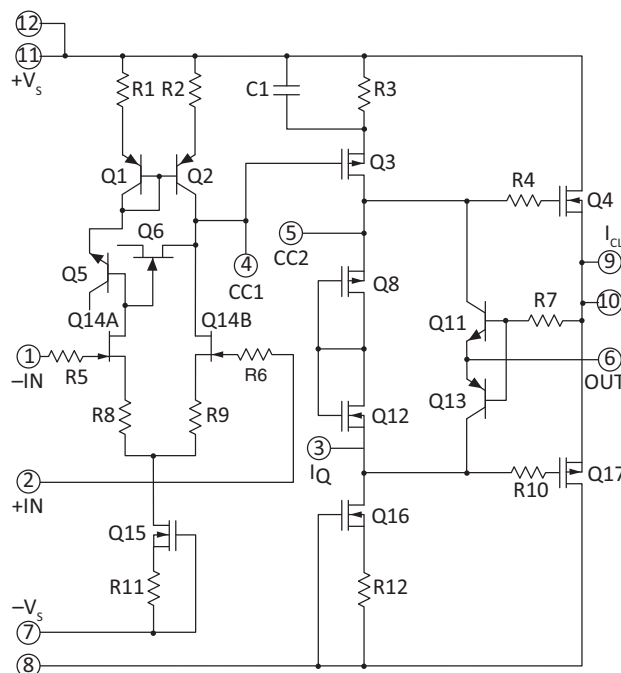 12
11
+Vs
R1
R2
C1
R3
Q1
Q2
Q3
R4
Q4
Q6
4
CC1
5
CC2
ICL
9
Q5
Q8
10
Q14A
Q14B
Q11
R7
1
–IN
R5
R6
6
OUT
R8
R9
Q12
Q13
3
IQ
2
+IN
R10
Q17
Q15
Q16
R11
R12
–Vs
7
8